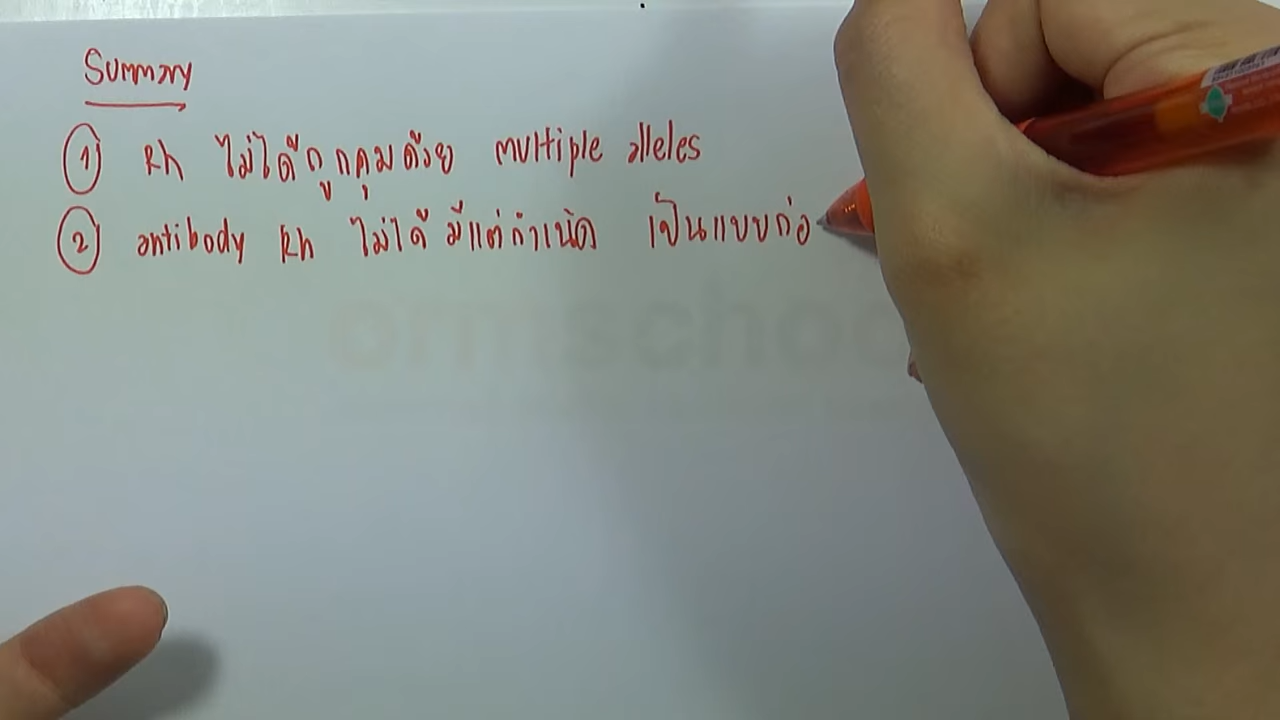 Summary
① Rh ไม่ได้ถูกคุมด้วย multiple alleles
② antibody Rh ไม่ได้มีแต่กำเนิด เป็นแบบก่อ
orm school